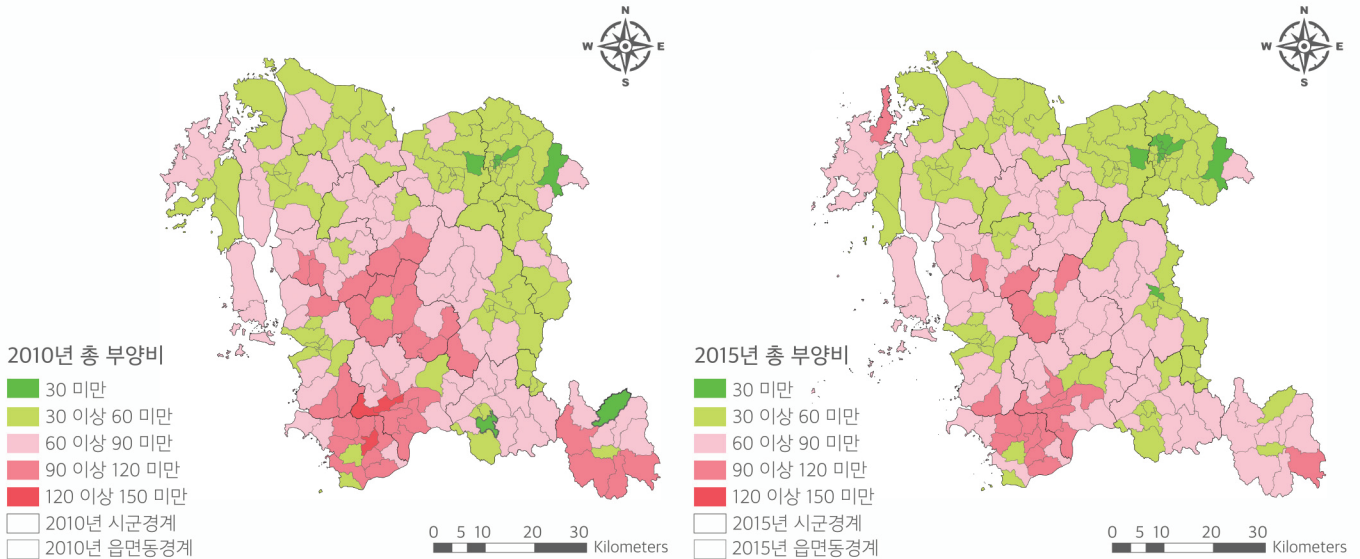 N
W E
S
2010년 총 부양비
30 미만
30 이상 60 미만
60 이상 90 미만
90 이상 120 미만
120 이상 150 미만
2010년 시군경계
2010년 읍면동경계
0 5 10 20 30
Kilometers
N
W E
S
2015년 총 부양비
30 미만
30 이상 60 미만
60 이상 90 미만
90 이상 120 미만
120 이상 150 미만
2015년 시군경계
2015년 읍면동경계
0 5 10 20 30
Kilometers